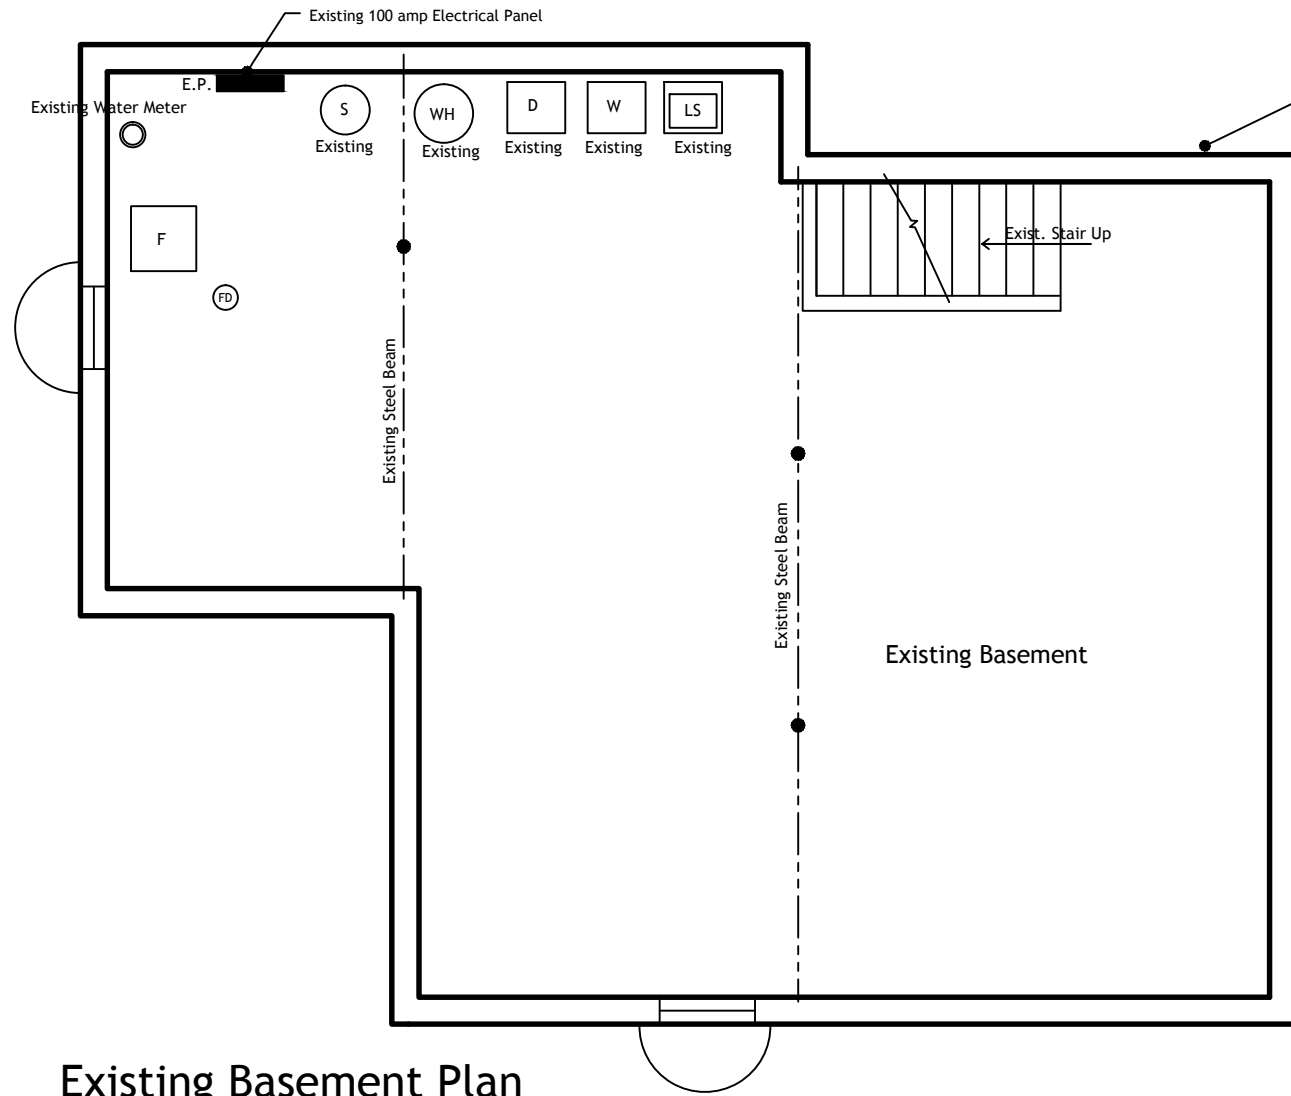 Existing 100 amp Electrical Panel
E.P.
Existing Water Meter
S
WH
D
W
LS
Existing
Existing
Existing
Existing
Existing
F
Exist. Stair Up
FD
Existing Steel Beam
Existing Steel Beam
Existing Basement
Existing Basement Plan